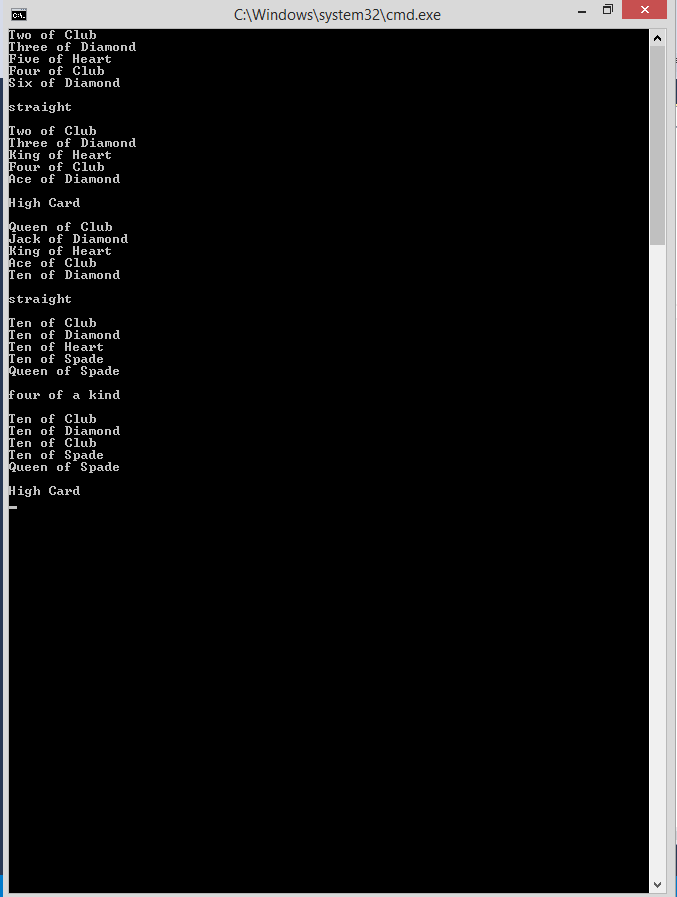 C:\Windows\system32\cmd.exe
Two of Club
Three of Diamond
Five of Heart
Four of Club
Six of Diamond
straight
Two of Club
Three of Diamond
King of Heart
Four of Club
Ace of Diamond
High Card
Queen of Club
Jack of Diamond
King of Heart
Ace of Club
Ten of Diamond
straight
Ten of Club
Ten of Diamond
Ten of Heart
Ten of Spade
Queen of Spade
four of a kind
Ten of Club
Ten of Diamond
Ten of Club
Ten of Spade
Queen of Spade
High Card